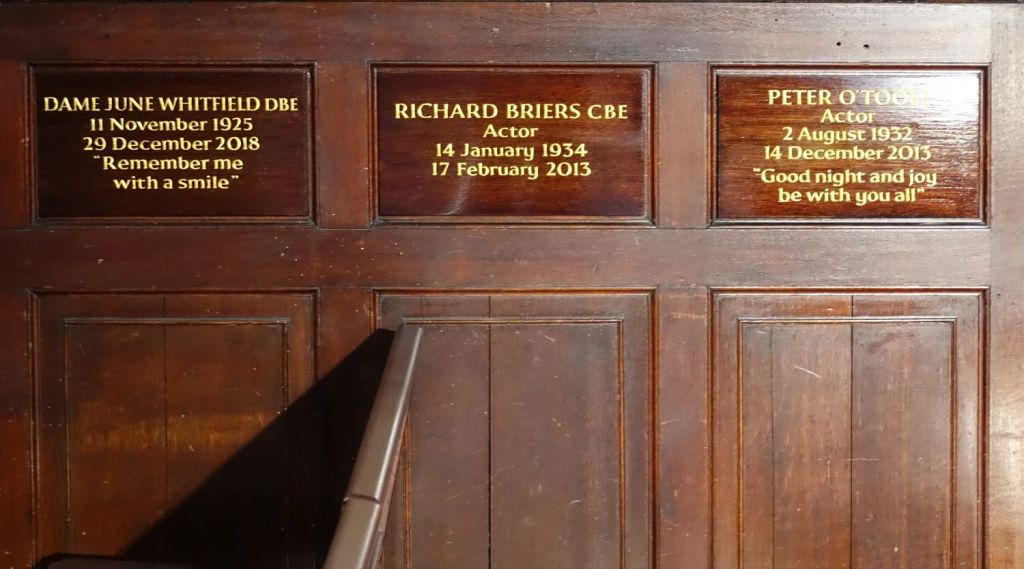 DAME JUNE WHITFIELD DBE
11 November 1925
29 December 2018
"Remember me
with a smile"
RICHARD BRIERS CBE
Actor
14 January 1934
17 February 2013
PETER O'TOOLE
Actor
2 August 1932
14 December 2013
"Good night and joy
be with you all"